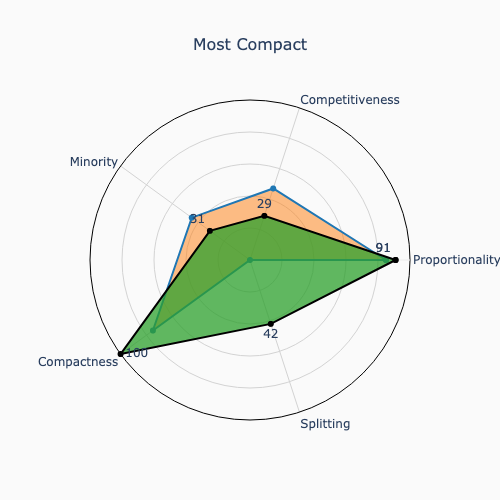 Most Compact
Competitiveness
Minority
29
31
91
Proportionality
42
100
Compactness
Splitting